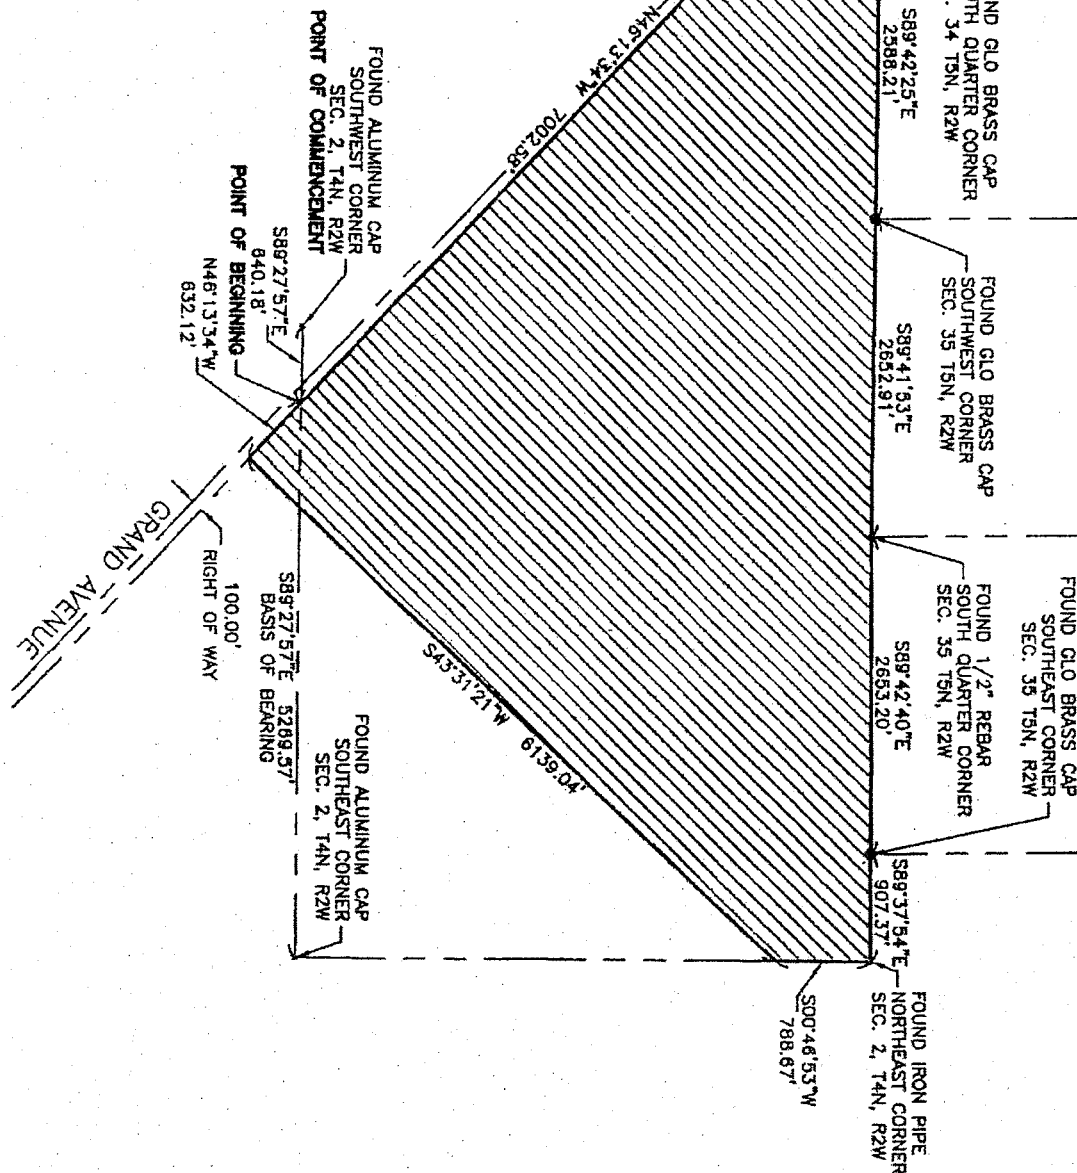 ND GLO BRASS CAP
TH QUARTER CORNER
. 34 T5N, R2W
S89°42'25"E
2588.21'
FOUND GLO BRASS CAP
SOUTHWEST CORNER
SEC. 35 T5N, R2W
S89°41'53"E
2652.91'
FOUND 1/2" REBAR
SOUTH QUARTER CORNER
SEC. 35 T5N, R2W
S89°42'40"E
2653.20'
FOUND GLO BRASS CAP
SOUTHEAST CORNER
SEC. 35 T5N, R2W
S89°37'54"E
907.37'
FOUND IRON PIPE
NORTHEAST CORNER
SEC. 2, T4N, R2W
S00°46'53"W
788.67'
N46°13'34"W 7002.58'
FOUND ALUMINUM CAP
SOUTHWEST CORNER
SEC. 2, T4N, R2W
POINT OF COMMENCEMENT
S89°27'57"E
640.18'
POINT OF BEGINNING
N46°13'34"W
632.12'
S43°31'21"W 6139.04'
S89°27'57"E 5289.57'
BASIS OF BEARING
FOUND ALUMINUM CAP
SOUTHEAST CORNER
SEC. 2, T4N, R2W
100.00'
RIGHT OF WAY
GRAND AVENUE